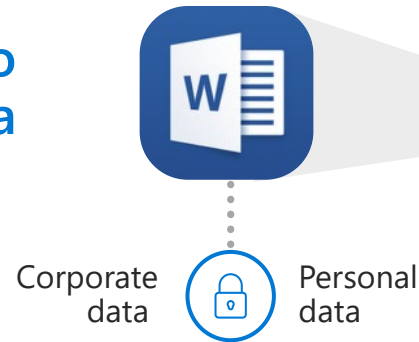 o
a
W
Corporate
data
Personal
data